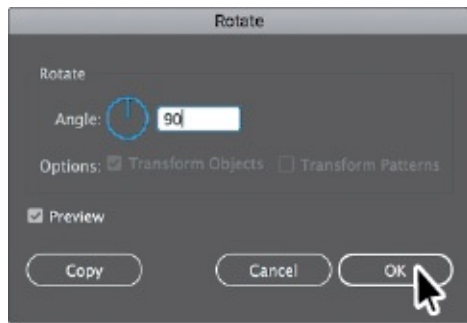 Rotate
Rotate
Angle: 90
Options: Transform Objects Transform Patterns
Preview
Copy Cancel OK